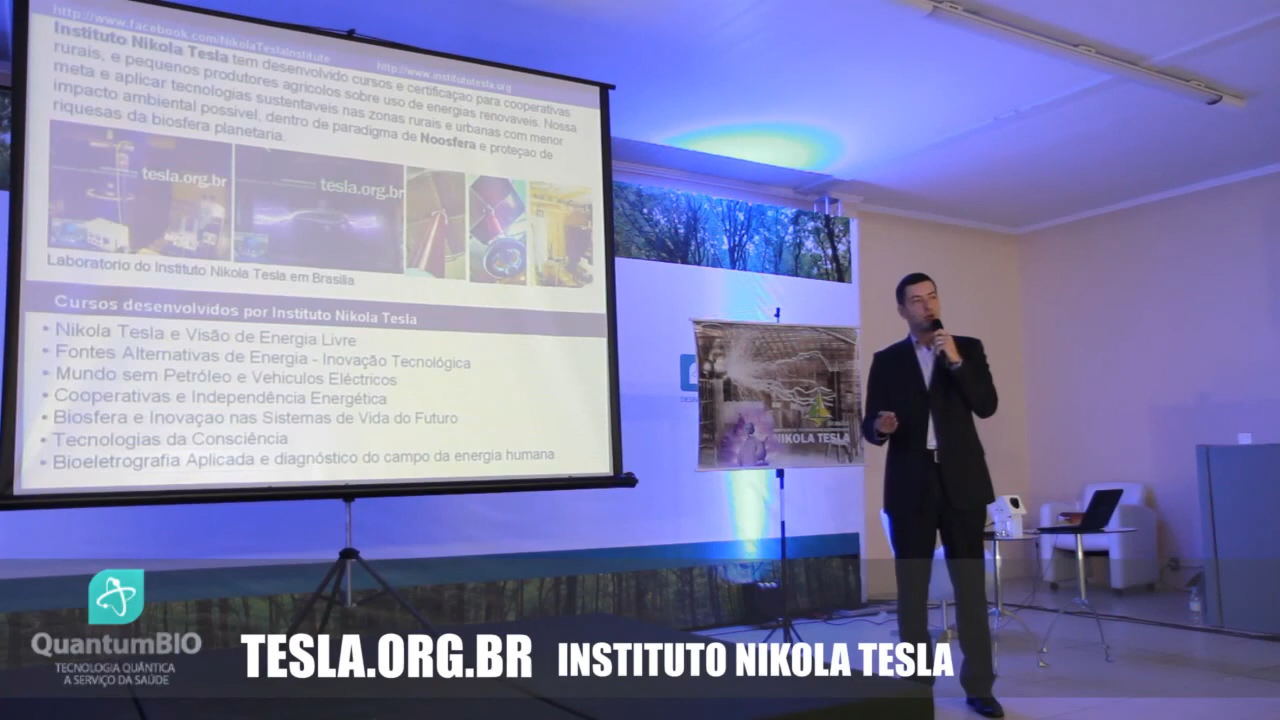 http://www.facebook.com/NikolaTeslaInstitute
http://www.institutotesla.org
Instituto Nikola Tesla tem desenvolvido cursos e certificaçao para cooperativas
rurais, e pequenos produtores agricolos sobre uso de energias renovaveis. Nossa
meta e aplicar tecnologias sustentaveis nas zonas rurais e urbanas com menor
impacto ambiental possivel, dentro de paradigma de Noosfera e proteçao de
riquesas da biosfera planetaria.
tesla.org.br
tesla.org.br
Laboratorio do Instituto Nikola Tesla em Brasilia
Cursos desenvolvidos por Instituto Nikola Tesla
• Nikola Tesla e Visão de Energia Livre
• Fontes Alternativas de Energia - Inovação Tecnológica
• Mundo sem Petróleo e Vehiculos Eléctricos
• Cooperativas e Independência Energética
• Biosfera e Inovaçao nas Sistemas de Vida do Futuro
• Tecnologias da Consciência
• Bioeletrografia Aplicada e diagnóstico do campo da energia humana
NIKOLA TESLA
QuantumBIO
TECNOLOGIA QUÂNTICA
A SERVIÇO DA SAÚDE
TESLA.ORG.BR INSTITUTO NIKOLA TESLA